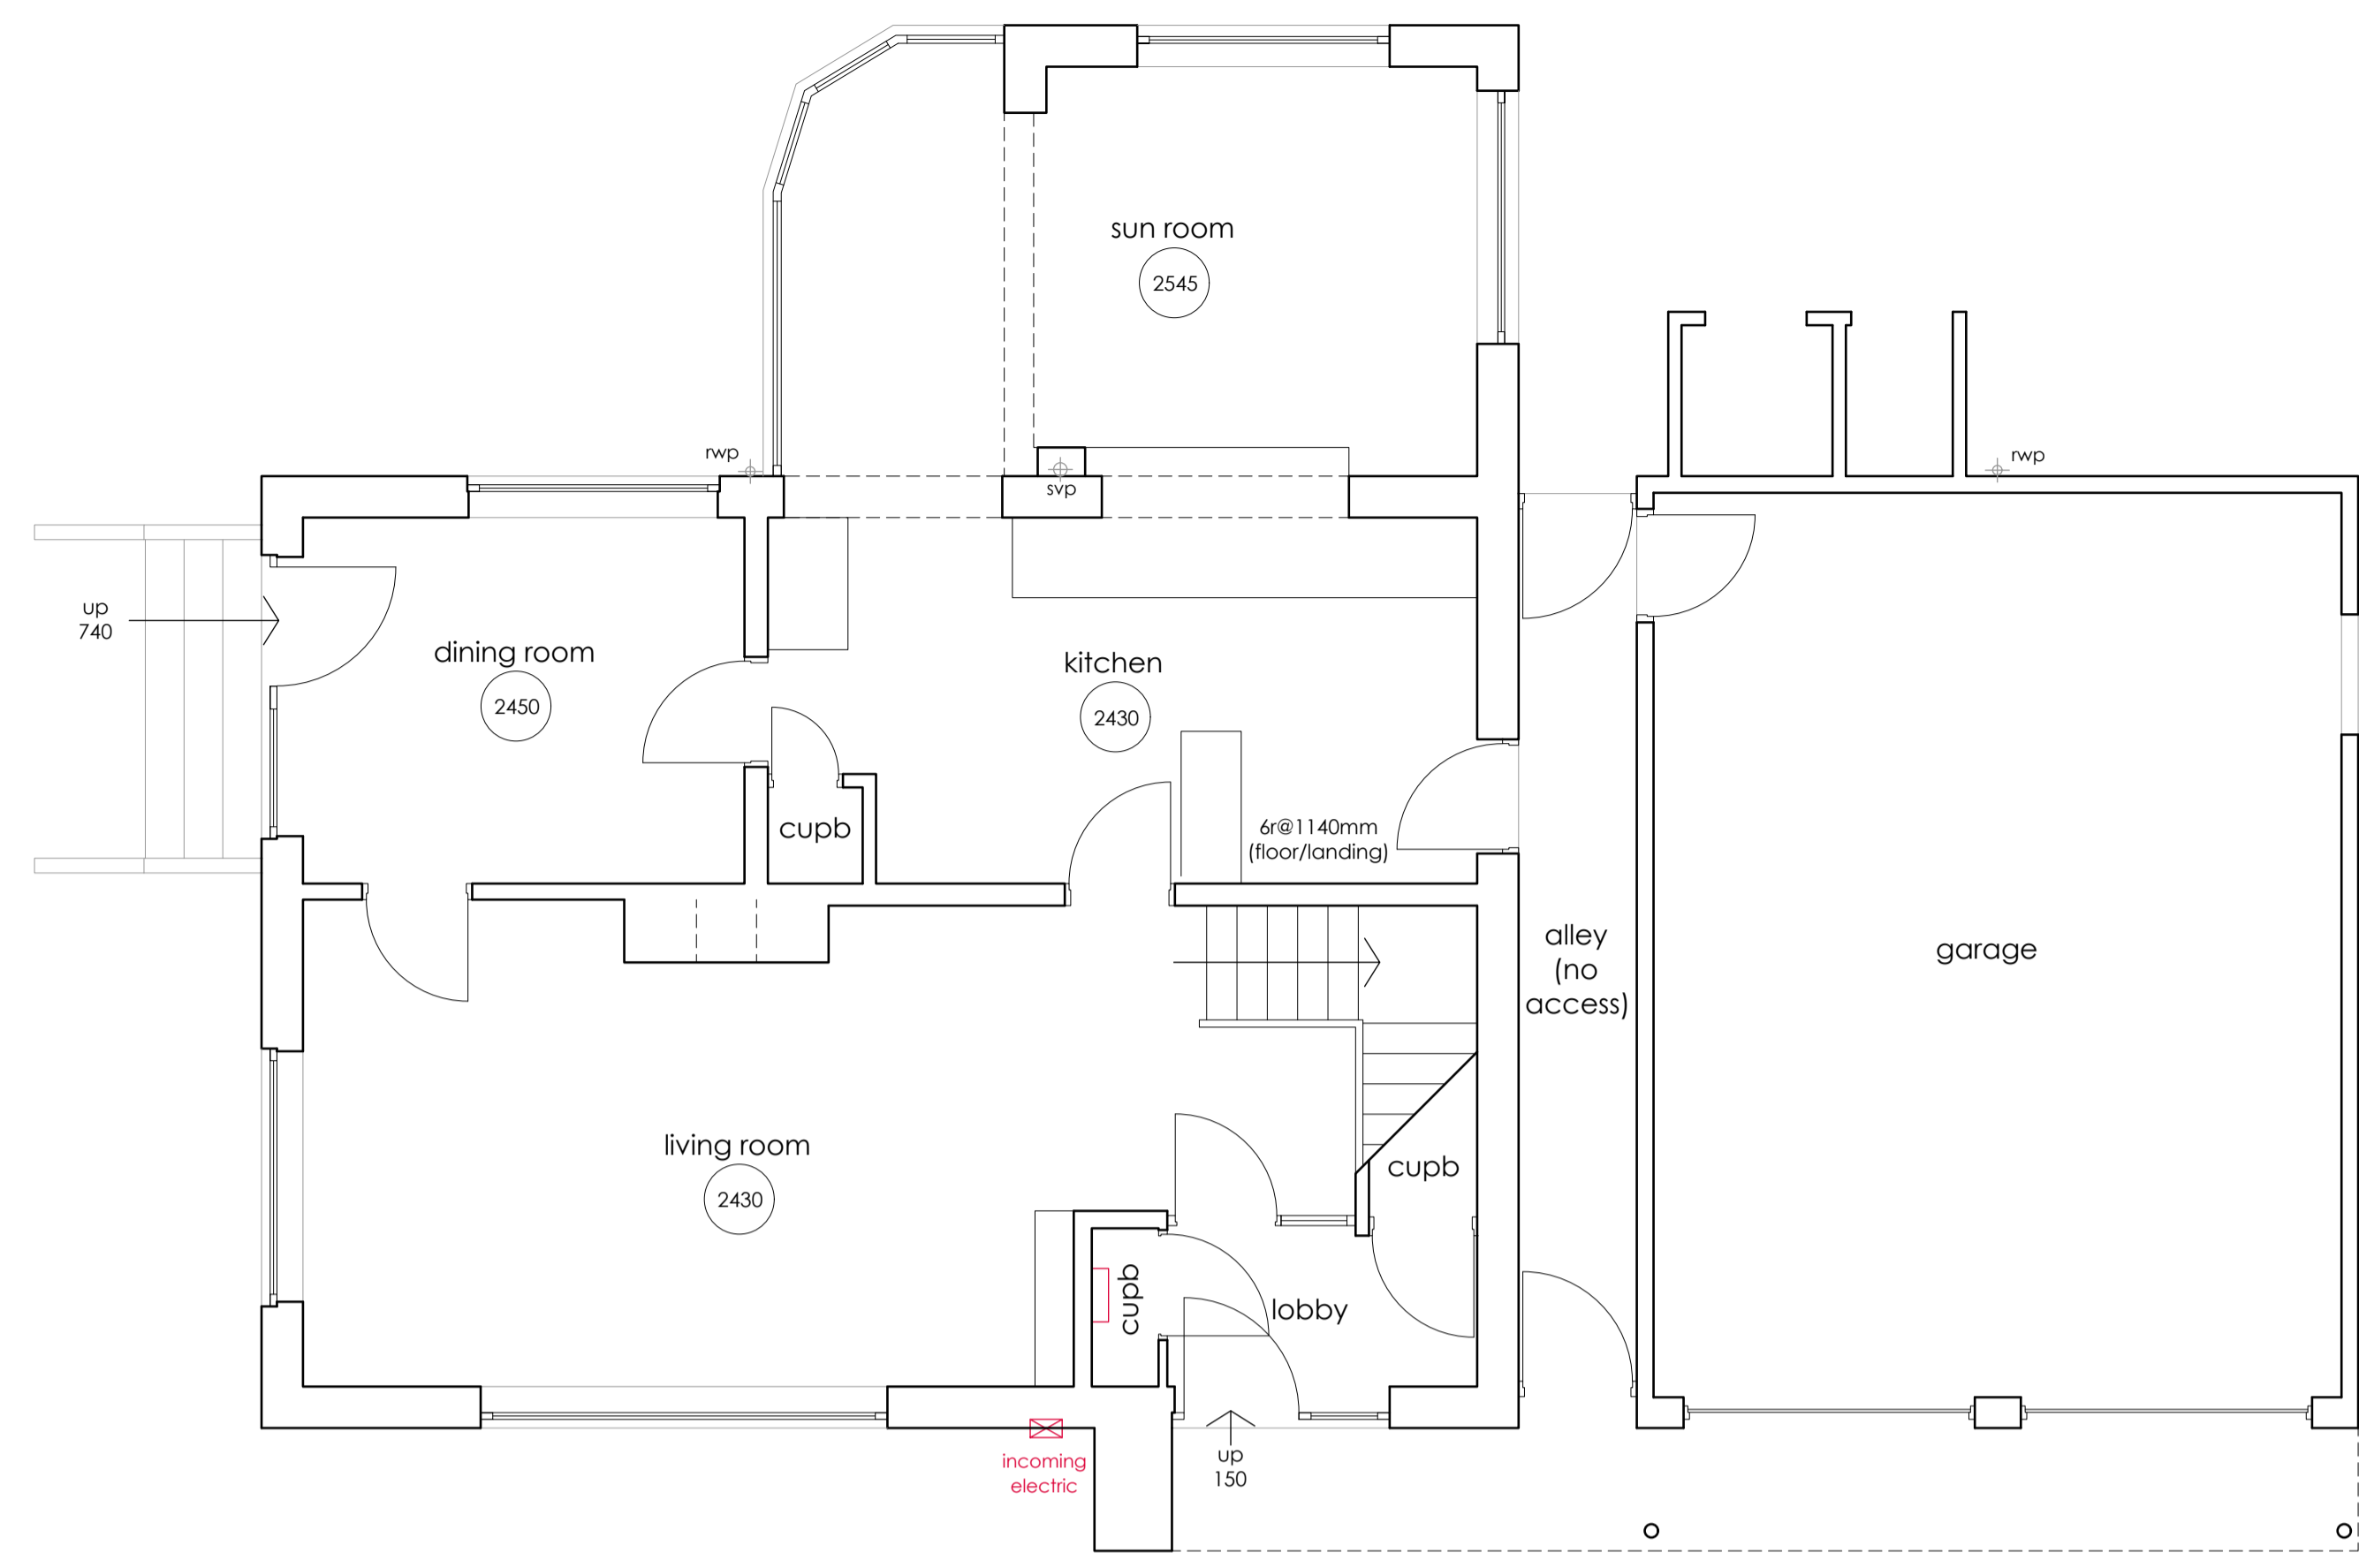 sun room
2545
rwp
rwp
svp
up
740
dining room
2450
kitchen
2430
cupb
6r@1140mm
(floor/landing)
alley
(no
access)
garage
living room
2430
cupb
cupb
lobby
incoming
electric
up
150